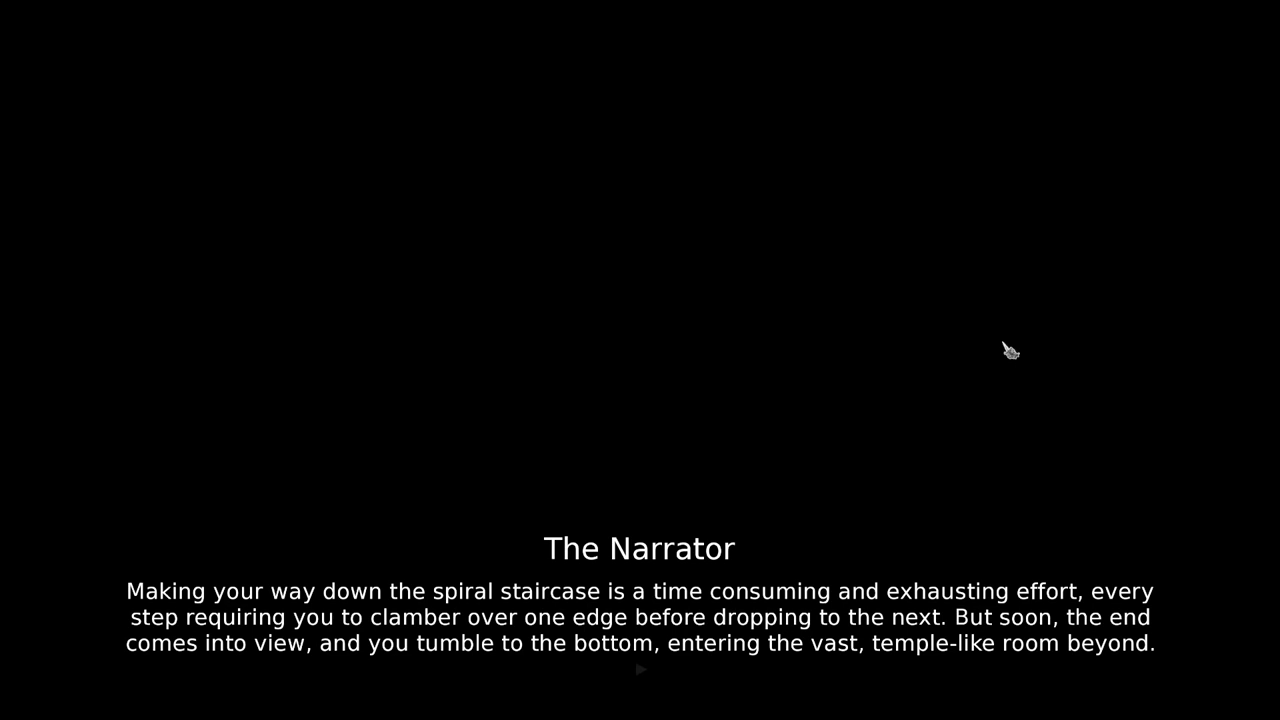 The Narrator
Making your way down the spiral staircase is a time consuming and exhausting effort, every
step requiring you to clamber over one edge before dropping to the next. But soon, the end
comes into view, and you tumble to the bottom, entering the vast, temple-like room beyond.